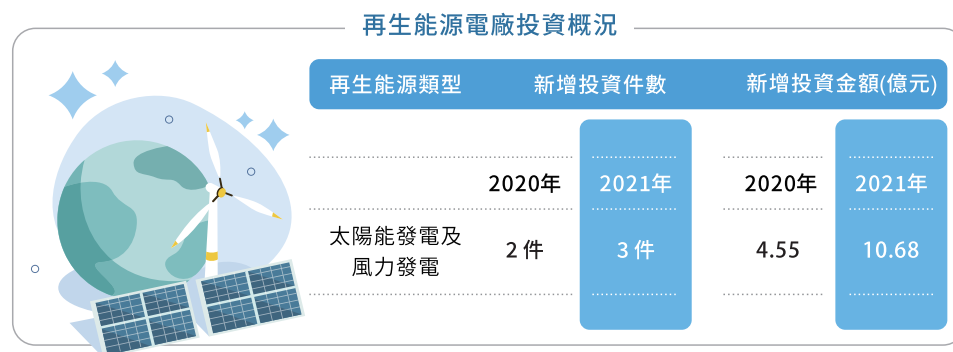 再生能源電廠投資概況
再生能源類型 新增投資件數 新增投資金額(億元)
2020年 2021年 2020年 2021年
太陽能發電及
風力發電 2 件 3 件 4.55 10.68